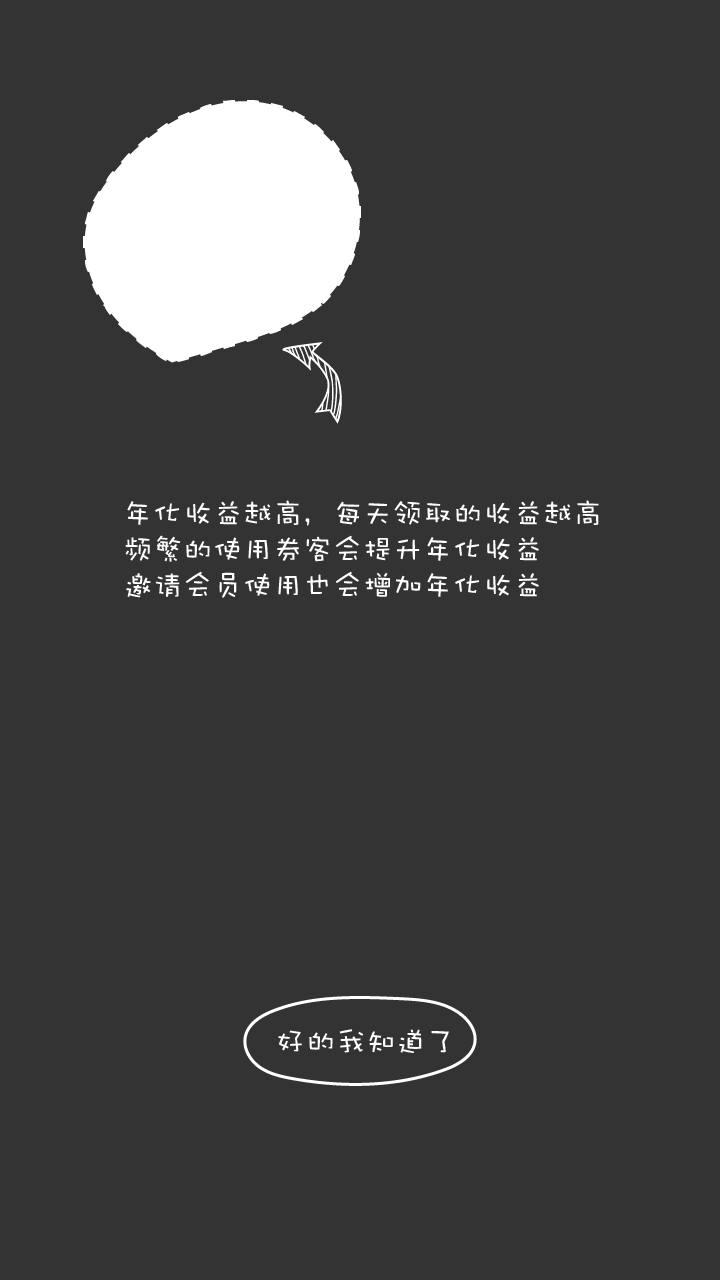 年化收益越高，每天领取的收益越高
频繁的使用券客会提升年化收益
邀请会员使用也会增加年化收益
好的我知道了